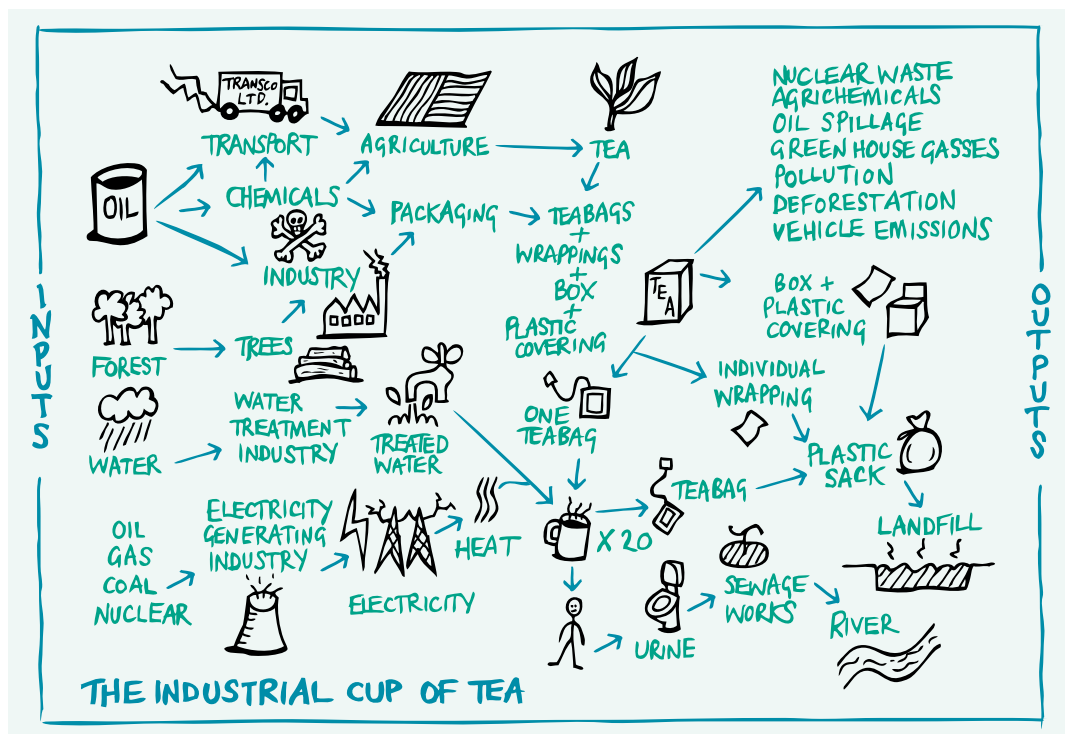 TRANSCO
LTD.
TRANSPORT
AGRICULTURE
TEA
NUCLEAR WASTE
AGRICHEMICALS
OIL SPILLAGE
GREEN HOUSE GASSES
POLLUTION
DEFORESTATION
VEHICLE EMISSIONS
OIL
CHEMICALS
PACKAGING
TEABAGS
+
WRAPPINGS
+
BOX
+
PLASTIC
COVERING
INDUSTRY
TEA
BOX +
PLASTIC
COVERING
INPUTS
OUTPUTS
FOREST
TREES
INDIVIDUAL
WRAPPING
WATER
WATER
TREATMENT
INDUSTRY
TREATED
WATER
ONE
TEABAG
PLASTIC
SACK
OIL
GAS
COAL
NUCLEAR
ELECTRICITY
GENERATING
INDUSTRY
ELECTRICITY
HEAT
X 20
TEABAG
LANDFILL
SEWAGE
WORKS
URINE
RIVER
THE INDUSTRIAL CUP OF TEA